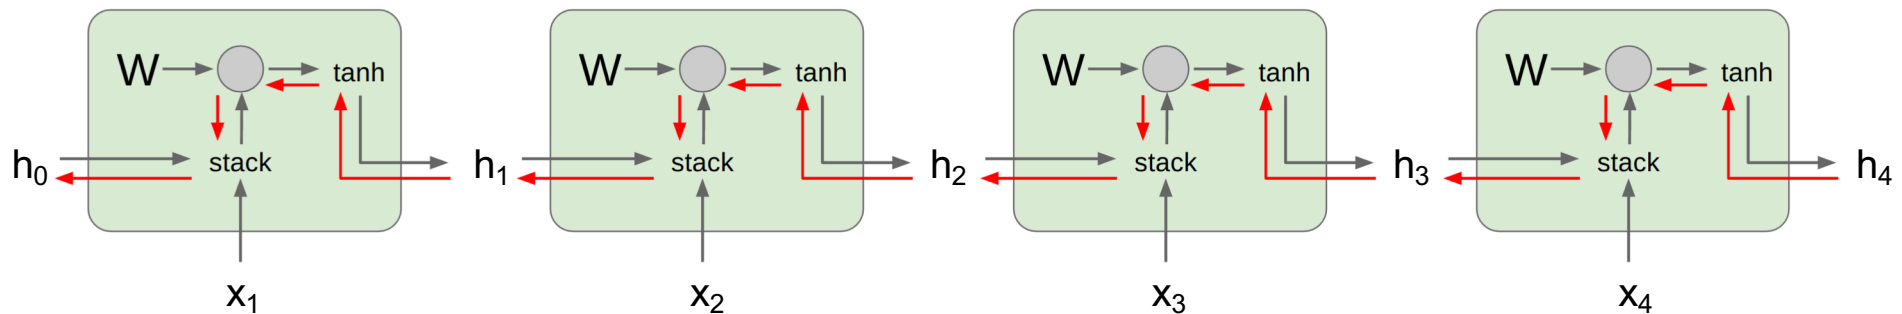 W tanh W tanh W tanh W tanh
h₀ stack h₁ stack h₂ stack h₃ stack h₄
x₁ x₂ x₃ x₄